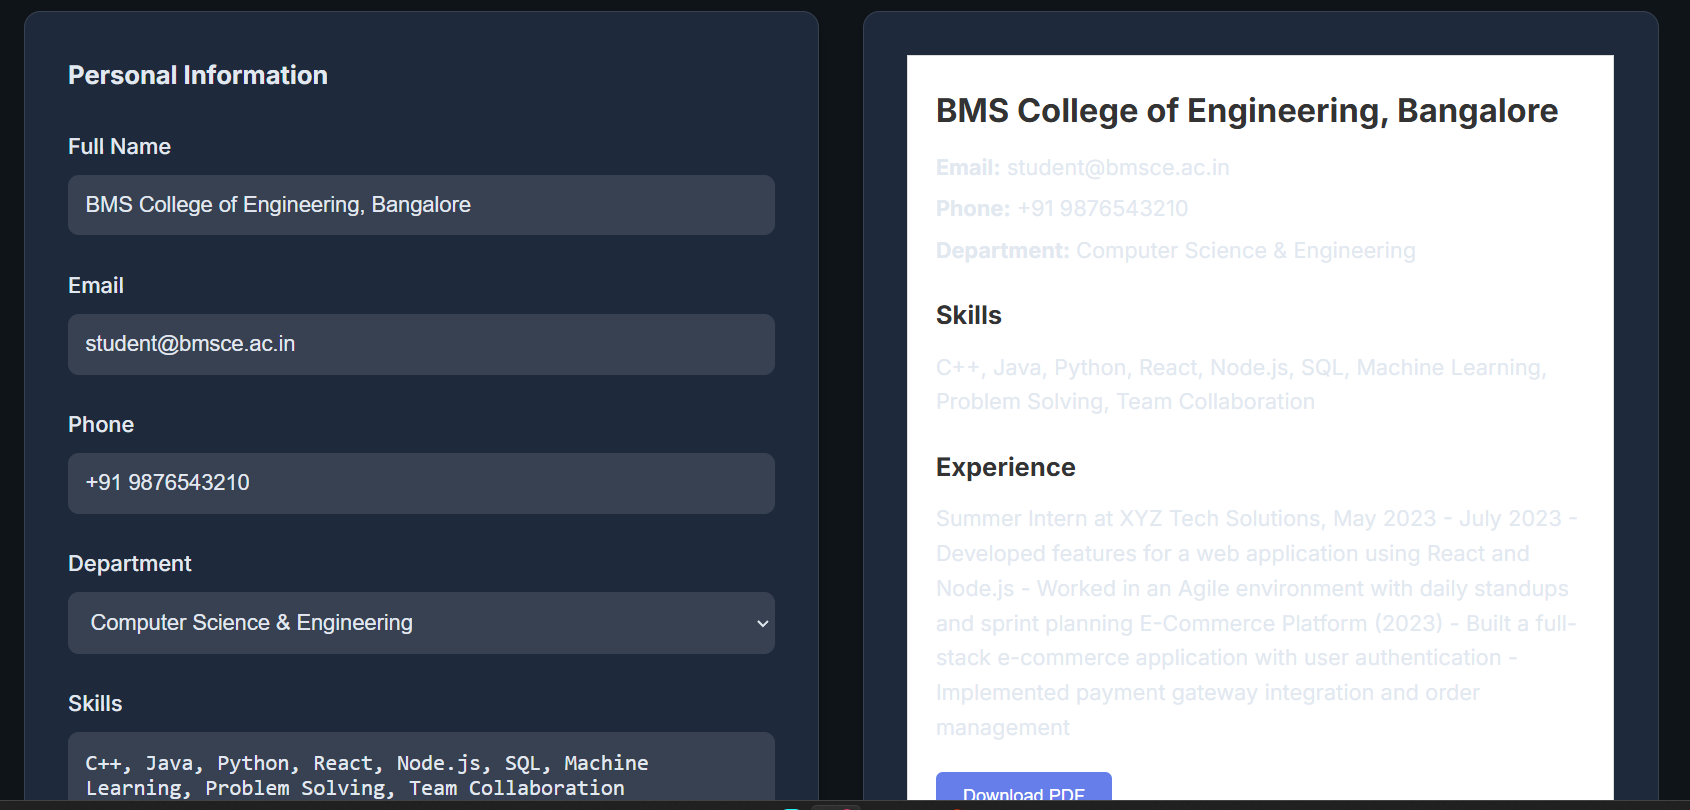 Personal Information
Full Name
BMS College of Engineering, Bangalore
Email
student@bmsce.ac.in
Phone
+91 9876543210
Department
Computer Science & Engineering
Skills
C++, Java, Python, React, Node.js, SQL, Machine
Learning, Problem Solving, Team Collaboration
BMS College of Engineering, Bangalore
Email: student@bmsce.ac.in
Phone: +91 9876543210
Department: Computer Science & Engineering
Skills
C++, Java, Python, React, Node.js, SQL, Machine Learning,
Problem Solving, Team Collaboration
Experience
Summer Intern at XYZ Tech Solutions, May 2023 - July 2023 -
Developed features for a web application using React and
Node.js - Worked in an Agile environment with daily standups
and sprint planning E-Commerce Platform (2023) - Built a full-
stack e-commerce application with user authentication -
Implemented payment gateway integration and order
management
Download PDF